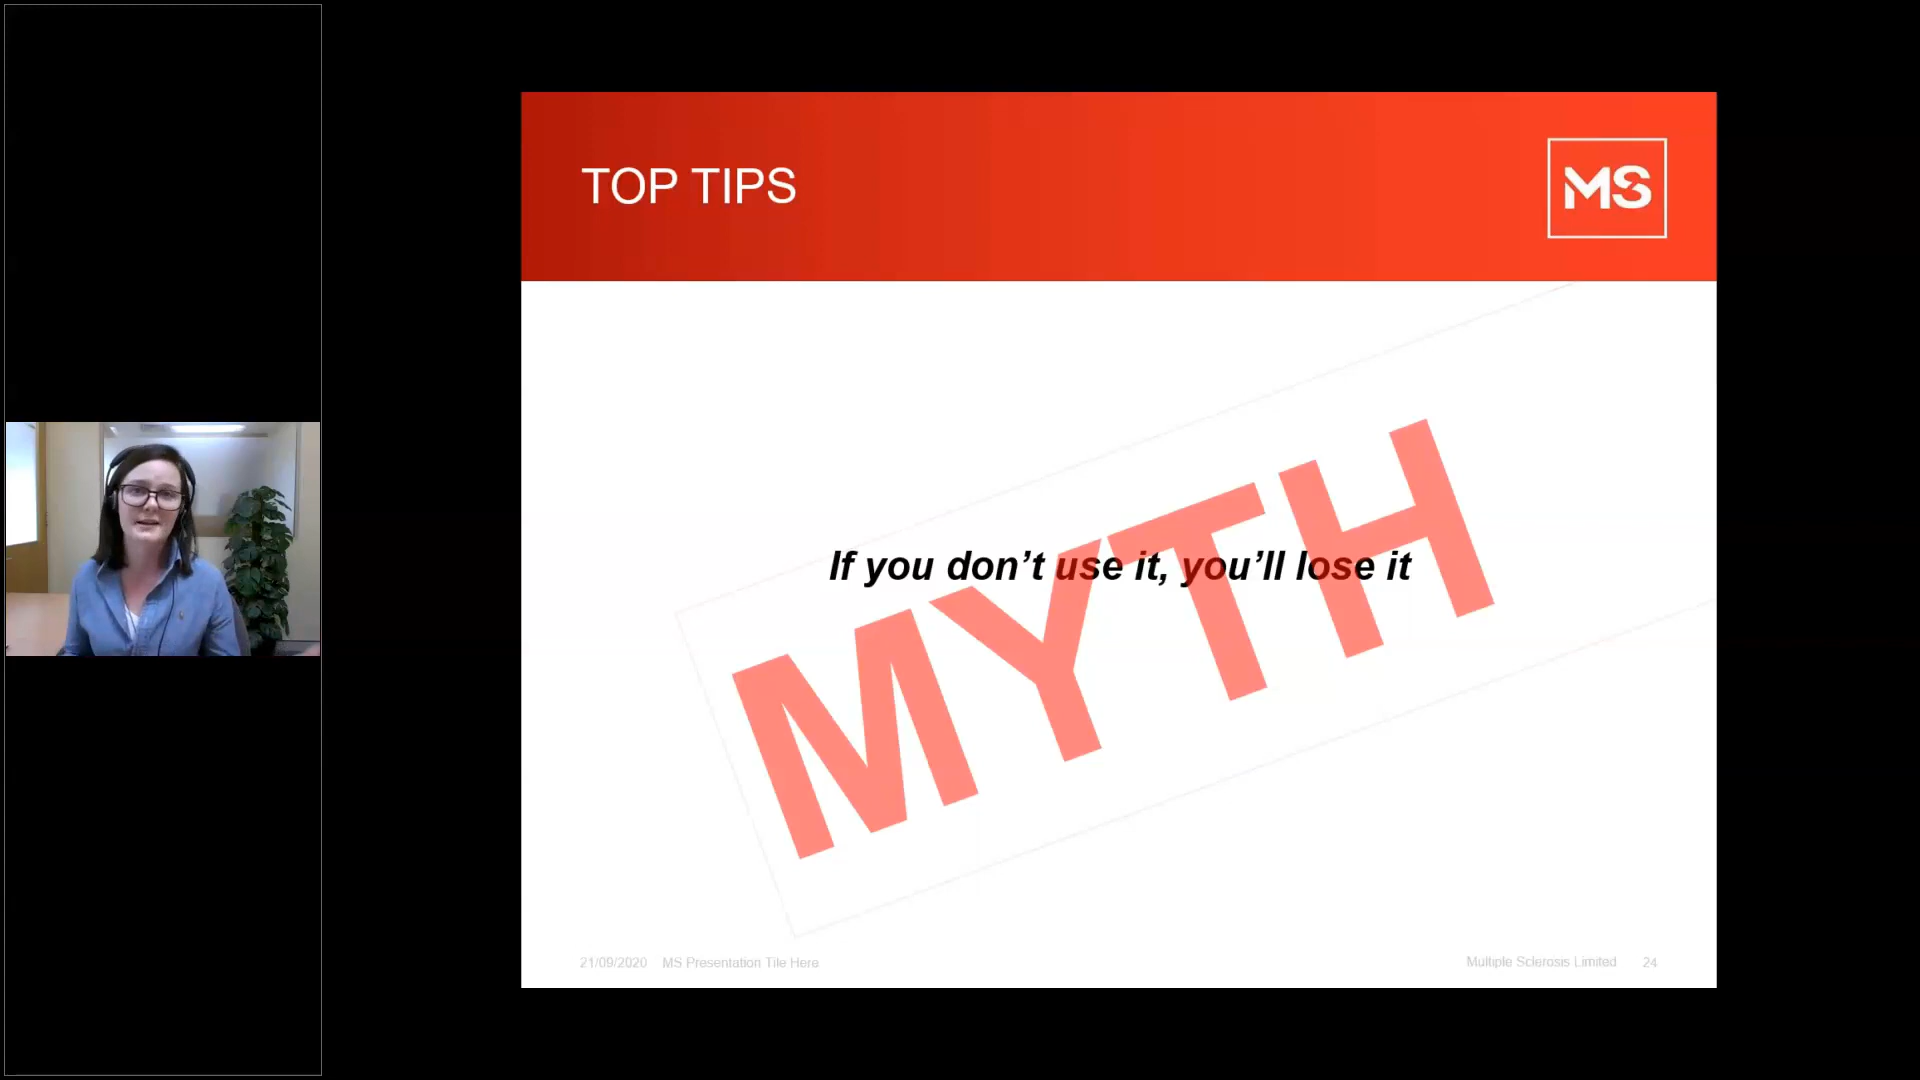 TOP TIPS
MS
If you don’t use it, you’ll lose it
MYTH
21/09/2020 MS Presentation Tile Here
Multiple Sclerosis Limited 24